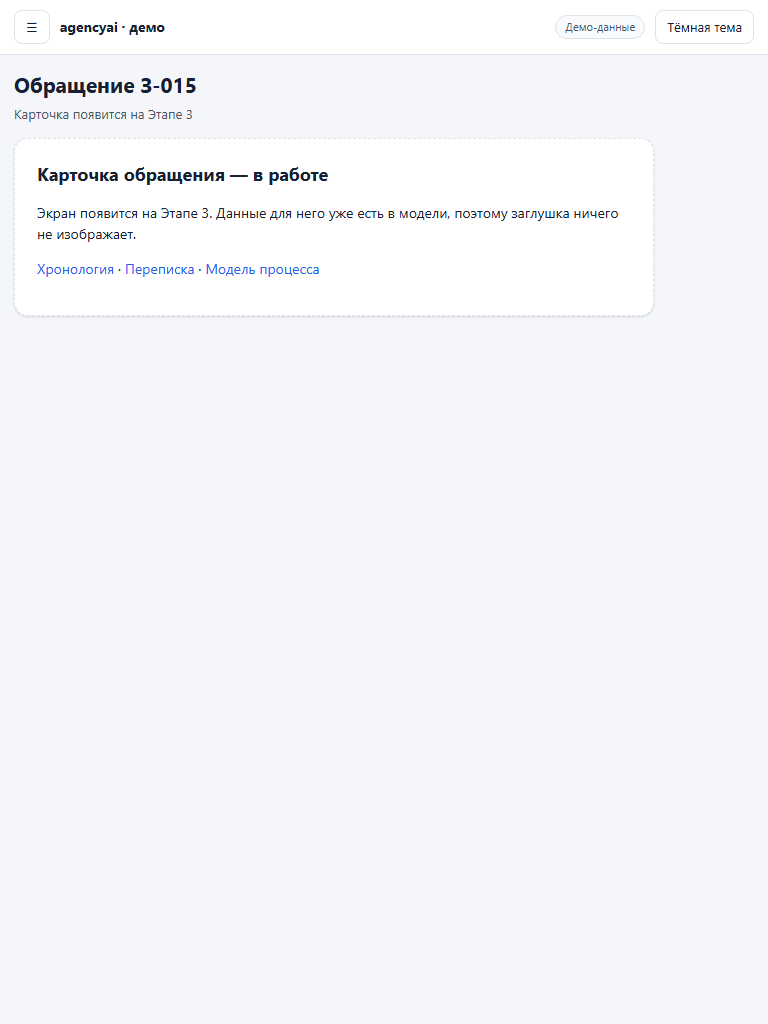 ☰ agencyai · демо Демо-данные Тёмная тема
Обращение З-015
Карточка появится на Этапе 3
Карточка обращения — в работе
Экран появится на Этапе 3. Данные для него уже есть в модели, поэтому заглушка ничего
не изображает.
Хронология · Переписка · Модель процесса